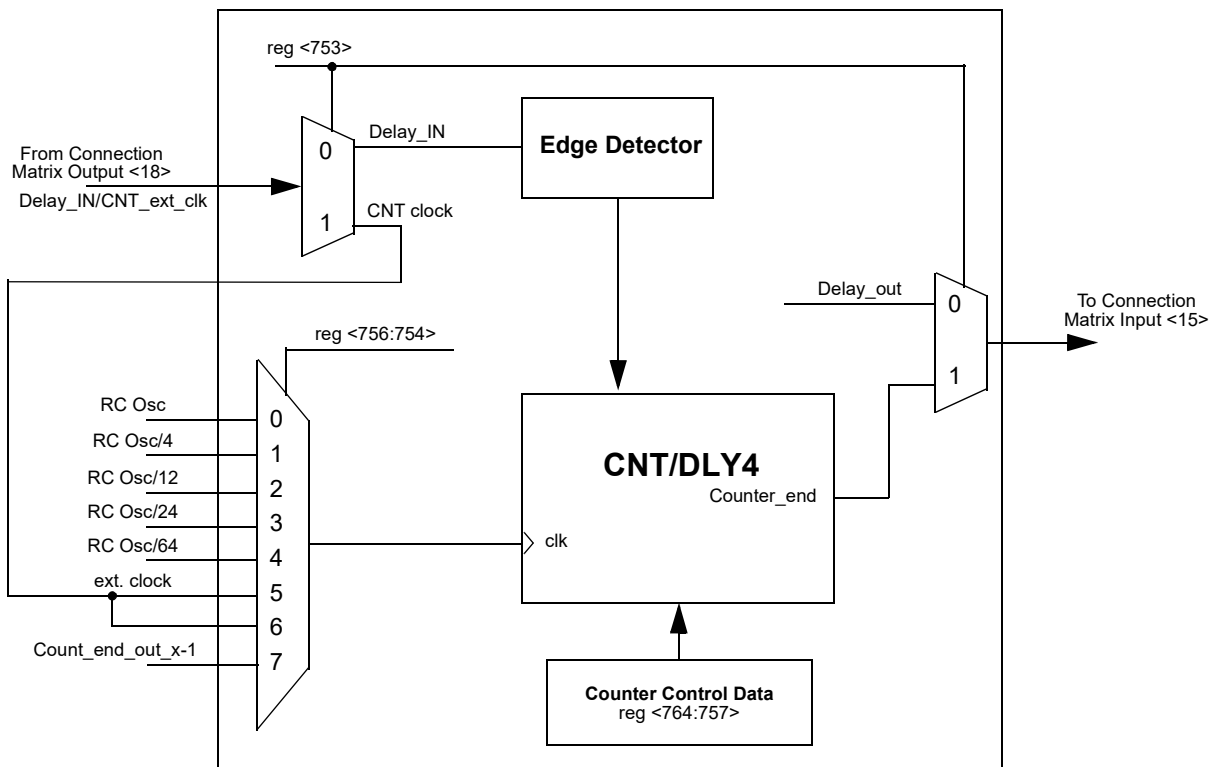 reg <753>
From Connection
Matrix Output <18>
Delay_IN/CNT_ext_clk
0
1
Delay_IN
CNT clock
Edge Detector
Delay_out
0
1
To Connection
Matrix Input <15>
reg <756:754>
RC Osc
RC Osc/4
RC Osc/12
RC Osc/24
RC Osc/64
ext. clock
Count_end_out_x-1
0
1
2
3
4
5
6
7
CNT/DLY4
Counter_end
clk
Counter Control Data
reg <764:757>